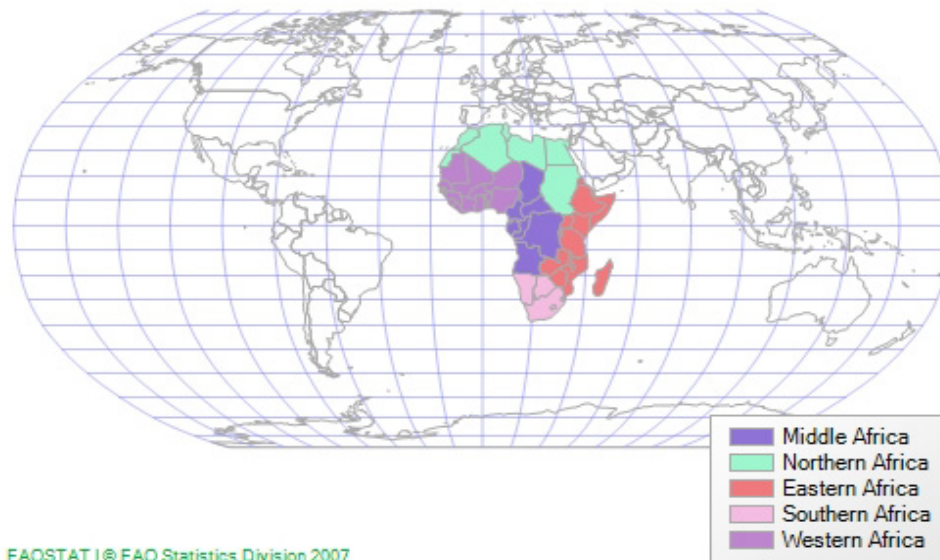 Middle Africa
Northern Africa
Eastern Africa
Southern Africa
Western Africa
FAOSTAT | © FAO Statistics Division 2007